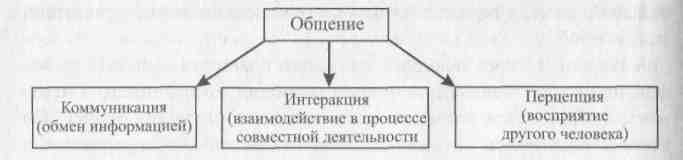 Общение
Коммуникация
(обмен информацией)
Интеракция
(взаимодействие в процессе
совместной деятельности
Перцепция
(восприятие
другого человека)